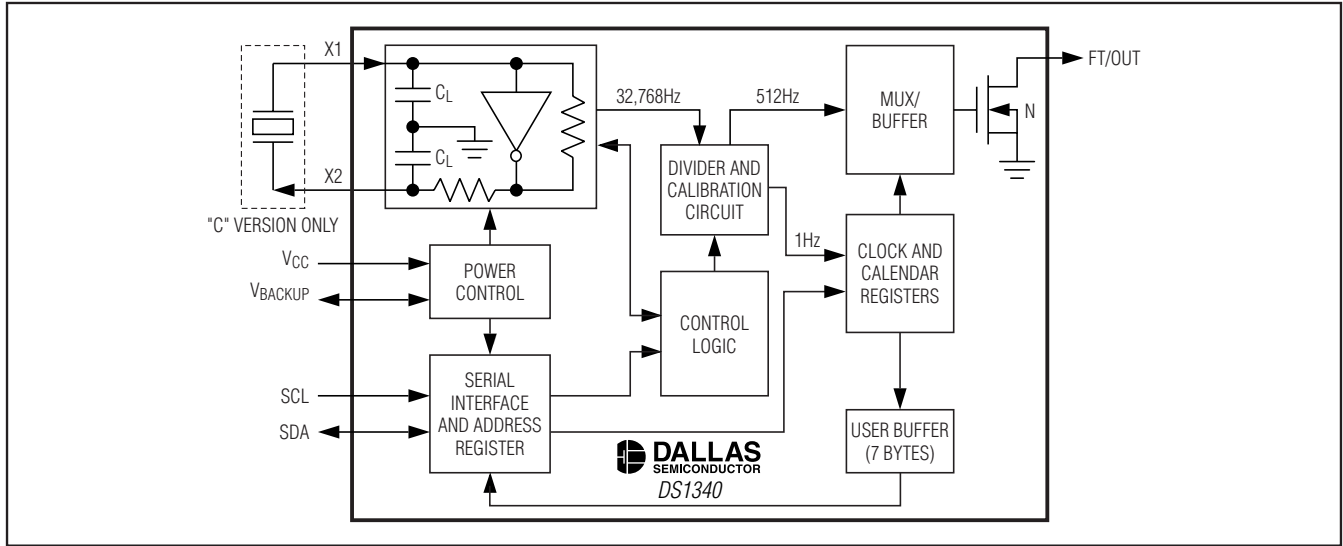 X1
C_L
C_L
X2
"C" VERSION ONLY
32,768Hz
512Hz
MUX/
BUFFER
N
FT/OUT
DIVIDER AND
CALIBRATION
CIRCUIT
1Hz
CLOCK AND
CALENDAR
REGISTERS
V_CC
V_BACKUP
POWER
CONTROL
CONTROL
LOGIC
SCL
SDA
SERIAL
INTERFACE
AND ADDRESS
REGISTER
USER BUFFER
(7 BYTES)
DALLAS
SEMICONDUCTOR
DS1340